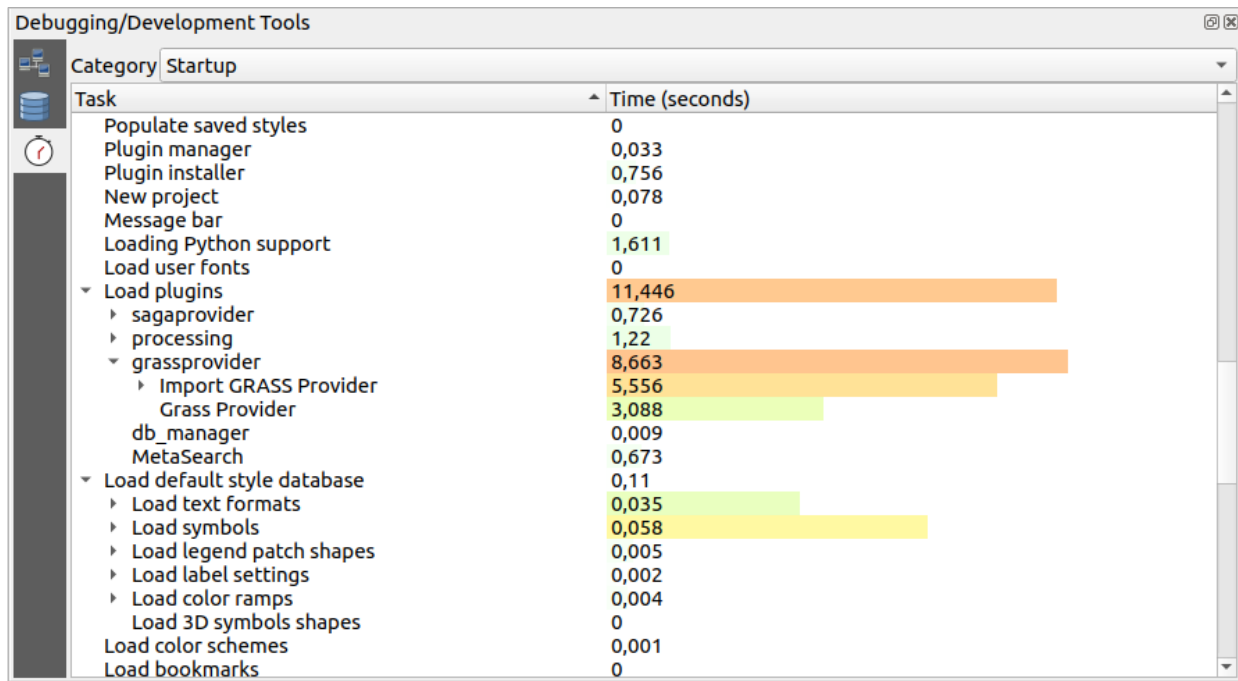 Debugging/Development Tools
Category Startup
Task Time (seconds)
Populate saved styles 0
Plugin manager 0,033
Plugin installer 0,756
New project 0,078
Message bar 0
Loading Python support 1,611
Load user fonts 0
Load plugins 11,446
sagaprovider 0,726
processing 1,22
grassprovider 8,663
Import GRASS Provider 5,556
Grass Provider 3,088
db_manager 0,009
MetaSearch 0,673
Load default style database 0,11
Load text formats 0,035
Load symbols 0,058
Load legend patch shapes 0,005
Load label settings 0,002
Load color ramps 0,004
Load 3D symbols shapes 0
Load color schemes 0,001
Load bookmarks 0